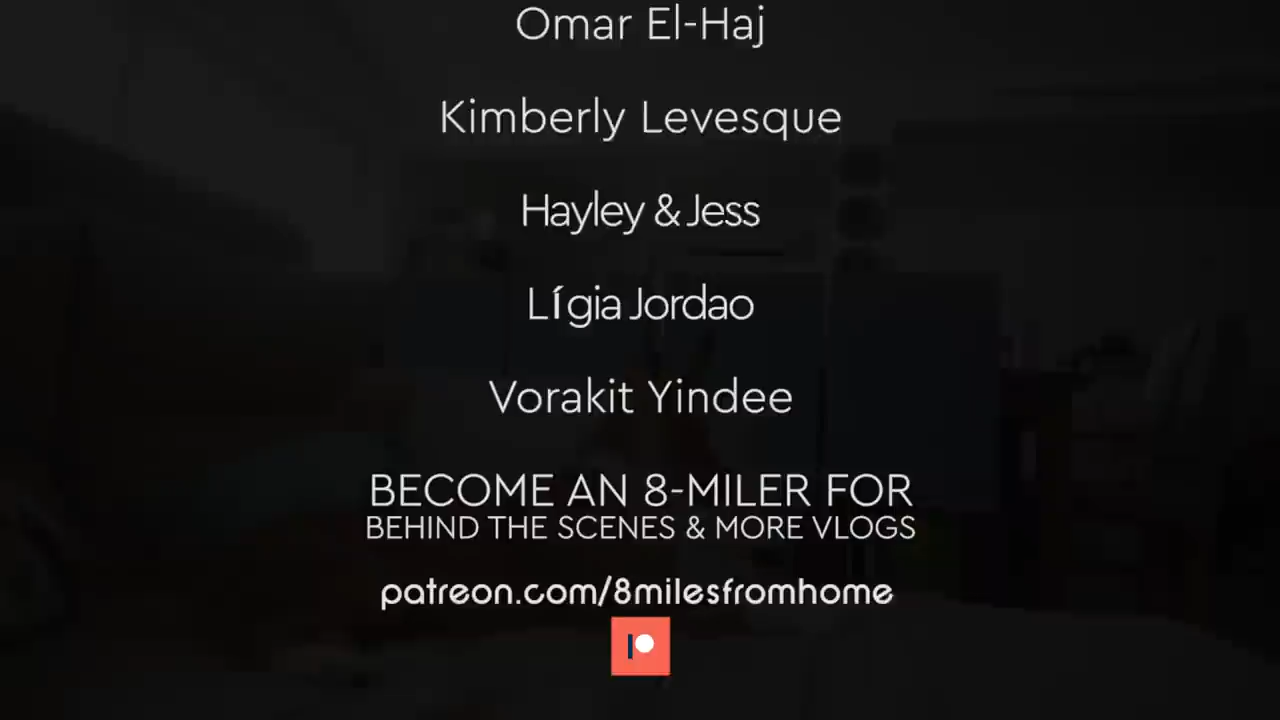 Omar El-Haj
Kimberly Levesque
Hayley & Jess
Lígia Jordao
Vorakit Yindee
BECOME AN 8-MILER FOR
BEHIND THE SCENES & MORE VLOGS
patreon.com/8milesfromhome